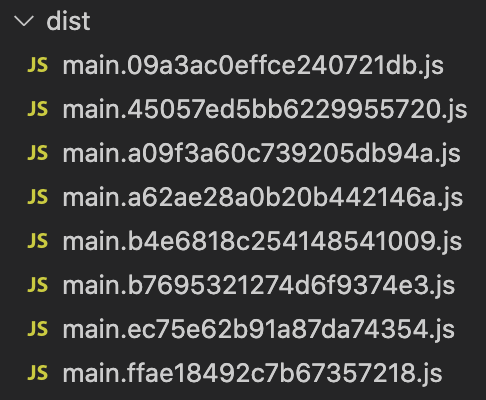 dist
JS main.09a3ac0effce240721db.js
JS main.45057ed5bb6229955720.js
JS main.a09f3a60c739205db94a.js
JS main.a62ae28a0b20b442146a.js
JS main.b4e6818c254148541009.js
JS main.b7695321274d6f9374e3.js
JS main.ec75e62b91a87da74354.js
JS main.ffae18492c7b67357218.js